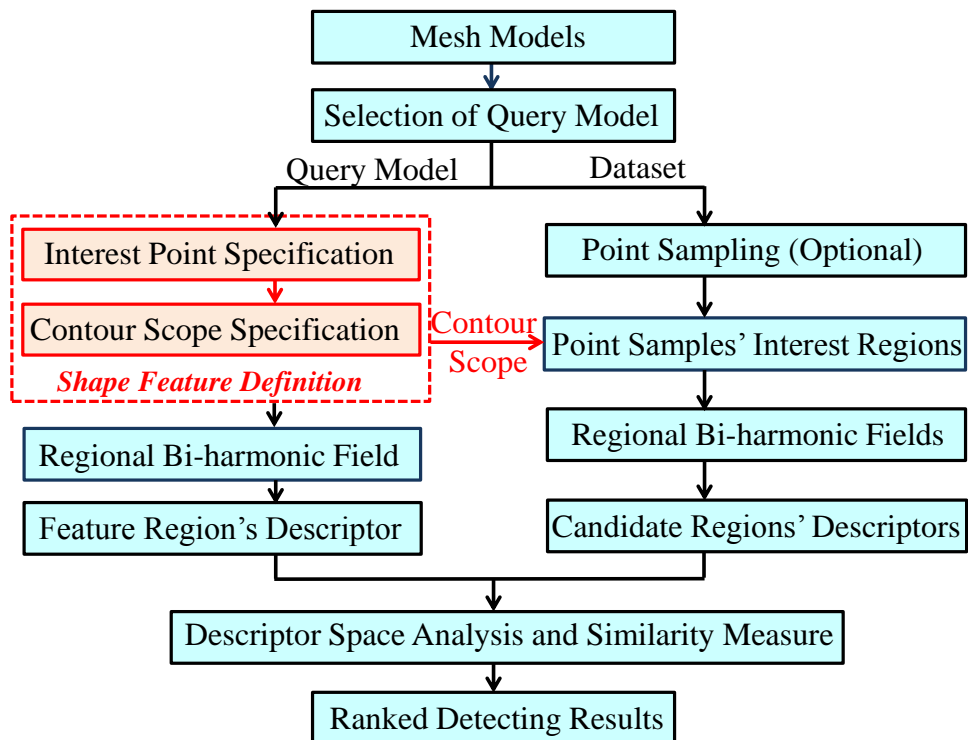 Mesh Models
Selection of Query Model
Query Model
Dataset
Interest Point Specification
Contour Scope Specification
Shape Feature Definition
Contour
Scope
Point Sampling (Optional)
Point Samples’ Interest Regions
Regional Bi-harmonic Field
Regional Bi-harmonic Fields
Feature Region’s Descriptor
Candidate Regions’ Descriptors
Descriptor Space Analysis and Similarity Measure
Ranked Detecting Results